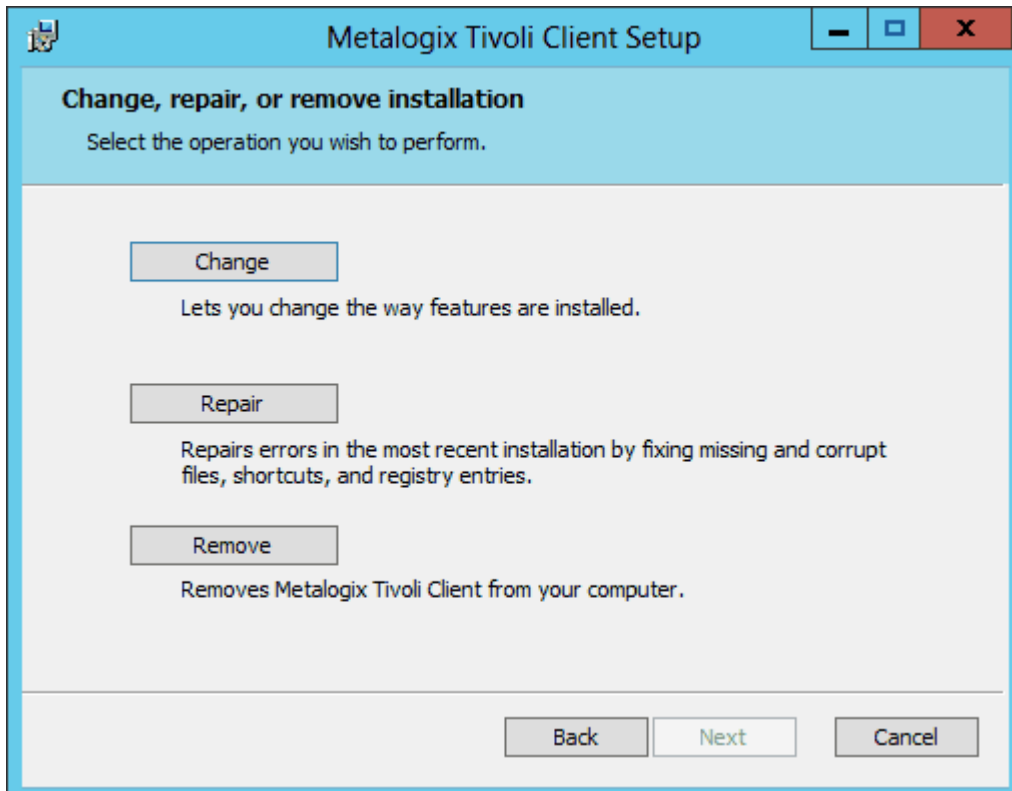 Metalogix Tivoli Client Setup
Change, repair, or remove installation
Select the operation you wish to perform.
Change
Lets you change the way features are installed.
Repair
Repairs errors in the most recent installation by fixing missing and corrupt
files, shortcuts, and registry entries.
Remove
Removes Metalogix Tivoli Client from your computer.
Back Next Cancel